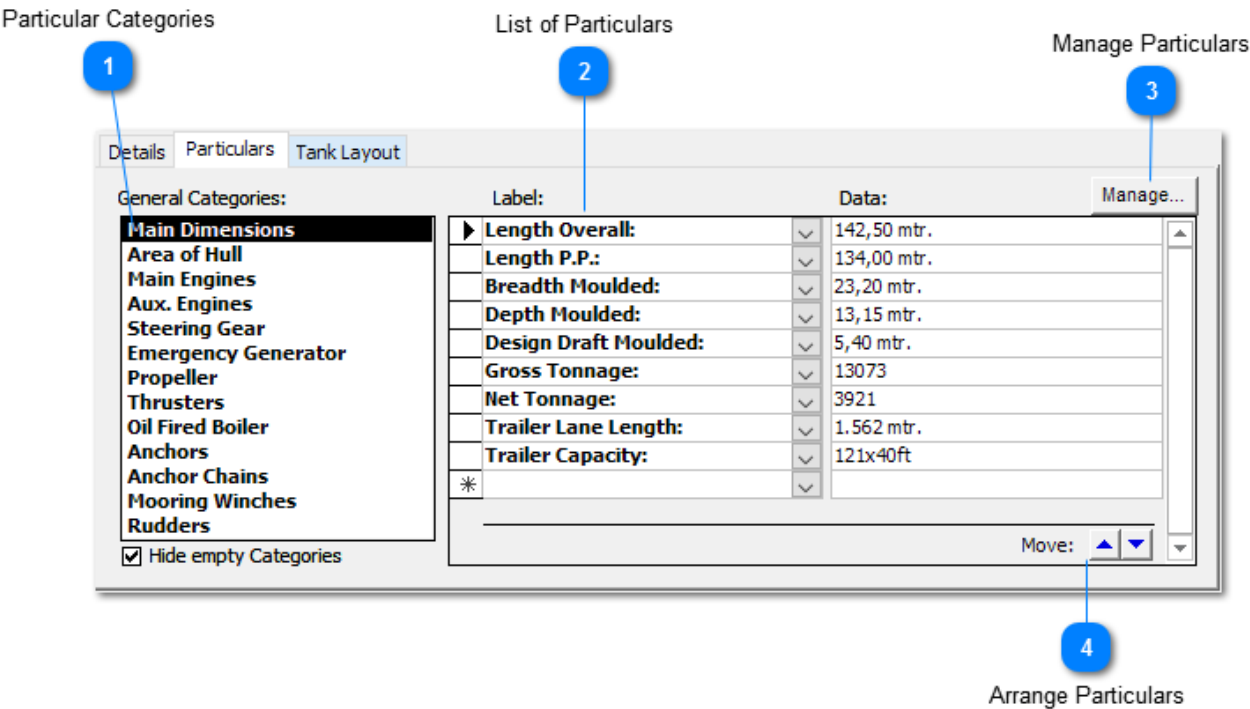 Particular Categories
List of Particulars
Manage Particulars
1
2
3
Details Particulars Tank Layout
General Categories: Label: Data: Manage...
Main Dimensions
Area of Hull
Main Engines
Aux. Engines
Steering Gear
Emergency Generator
Propeller
Thrusters
Oil Fired Boiler
Anchors
Anchor Chains
Mooring Winches
Rudders
Hide empty Categories
Length Overall: 142,50 mtr.
Length P.P.: 134,00 mtr.
Breadth Moulded: 23,20 mtr.
Depth Moulded: 13,15 mtr.
Design Draft Moulded: 5,40 mtr.
Gross Tonnage: 13073
Net Tonnage: 3921
Trailer Lane Length: 1.562 mtr.
Trailer Capacity: 121x40ft
Move:
4
Arrange Particulars